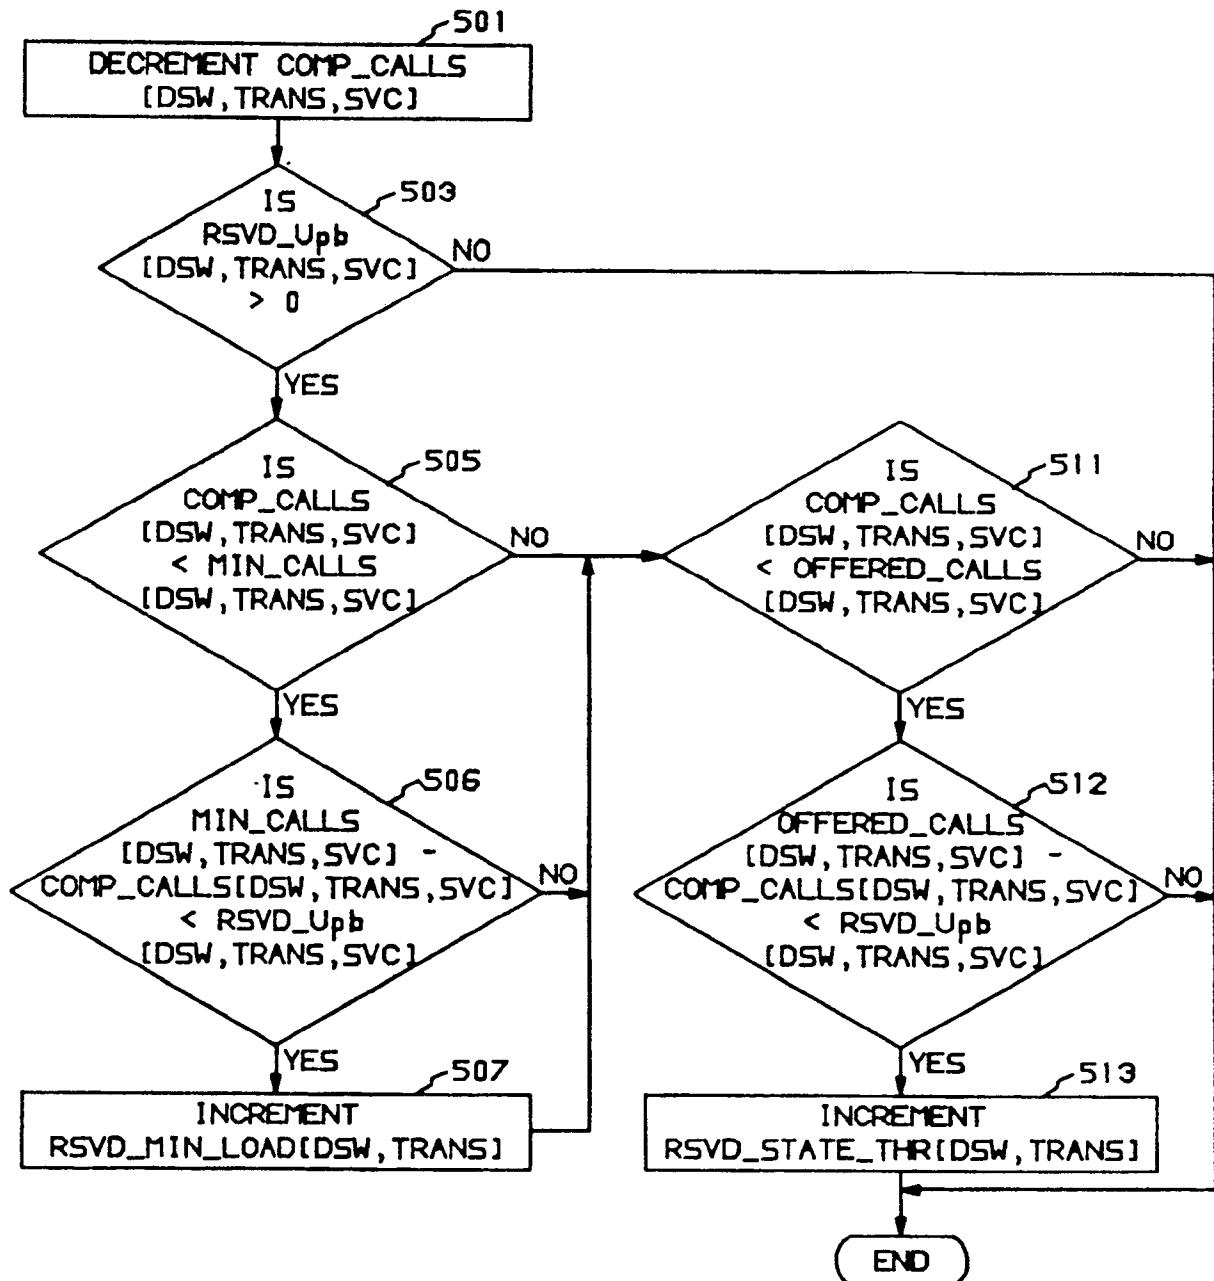 501
DECREMENT COMP_CALLS
[DSW,TRANS,SVC]
503
IS
RSVD_Upb
[DSW,TRANS,SVC]
> 0
NO
YES
505
IS
COMP_CALLS
[DSW,TRANS,SVC]
< MIN_CALLS
[DSW,TRANS,SVC]
NO
YES
506
IS
MIN_CALLS
[DSW,TRANS,SVC] -
COMP_CALLS[DSW,TRANS,SVC]
< RSVD_Upb
[DSW,TRANS,SVC]
NO
YES
507
INCREMENT
RSVD_MIN_LOAD[DSW,TRANS]
511
IS
COMP_CALLS
[DSW,TRANS,SVC]
< OFFERED_CALLS
[DSW,TRANS,SVC]
NO
YES
512
IS
OFFERED_CALLS
[DSW,TRANS,SVC] -
COMP_CALLS[DSW,TRANS,SVC]
< RSVD_Upb
[DSW,TRANS,SVC]
NO
YES
513
INCREMENT
RSVD_STATE_THR[DSW,TRANS]
END